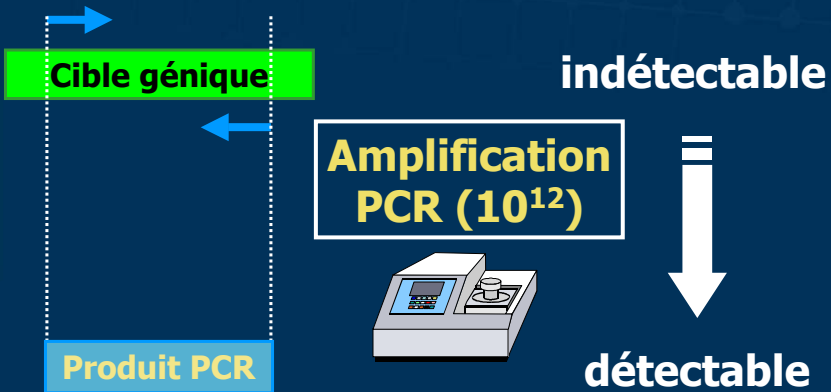 Cible génique
indétectable
Amplification
PCR (10¹²)
Produit PCR
détectable